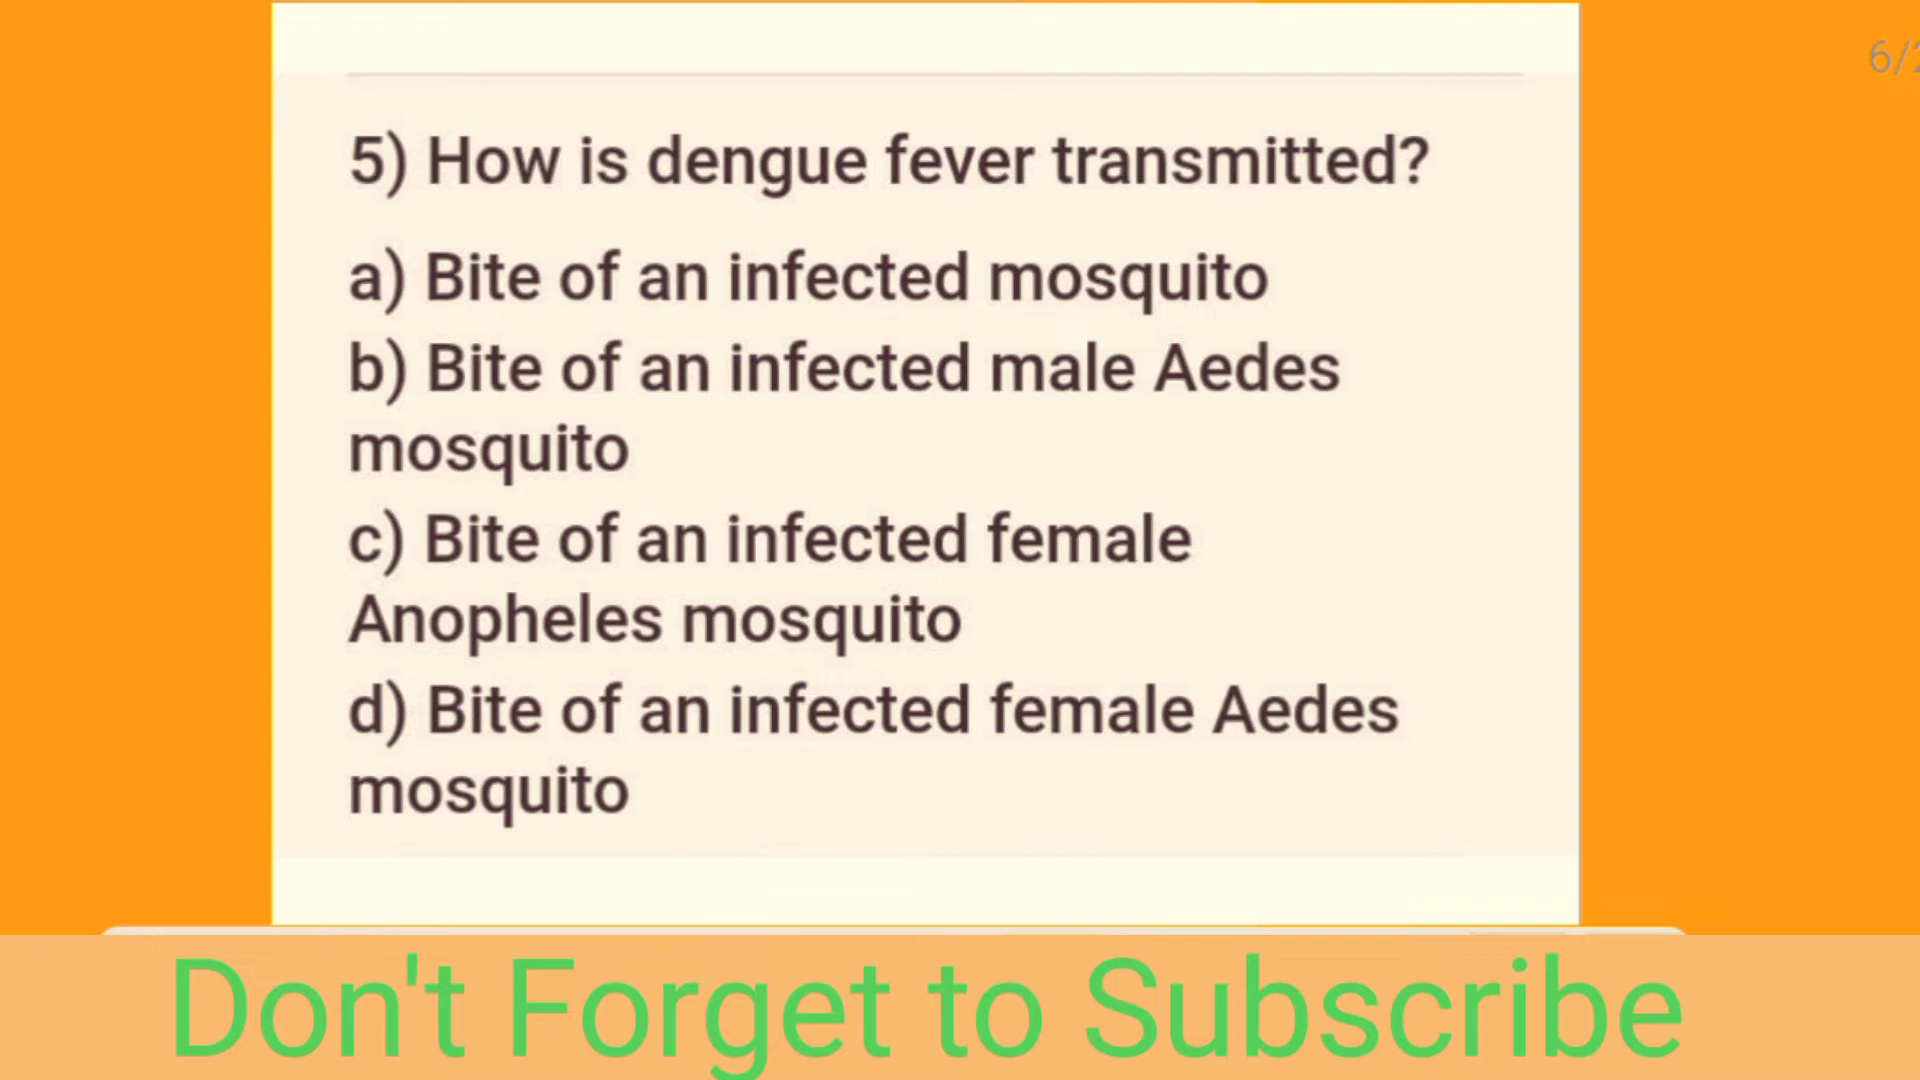 6/
5) How is dengue fever transmitted?
a) Bite of an infected mosquito
b) Bite of an infected male Aedes
mosquito
c) Bite of an infected female
Anopheles mosquito
d) Bite of an infected female Aedes
mosquito
Don't Forget to Subscribe